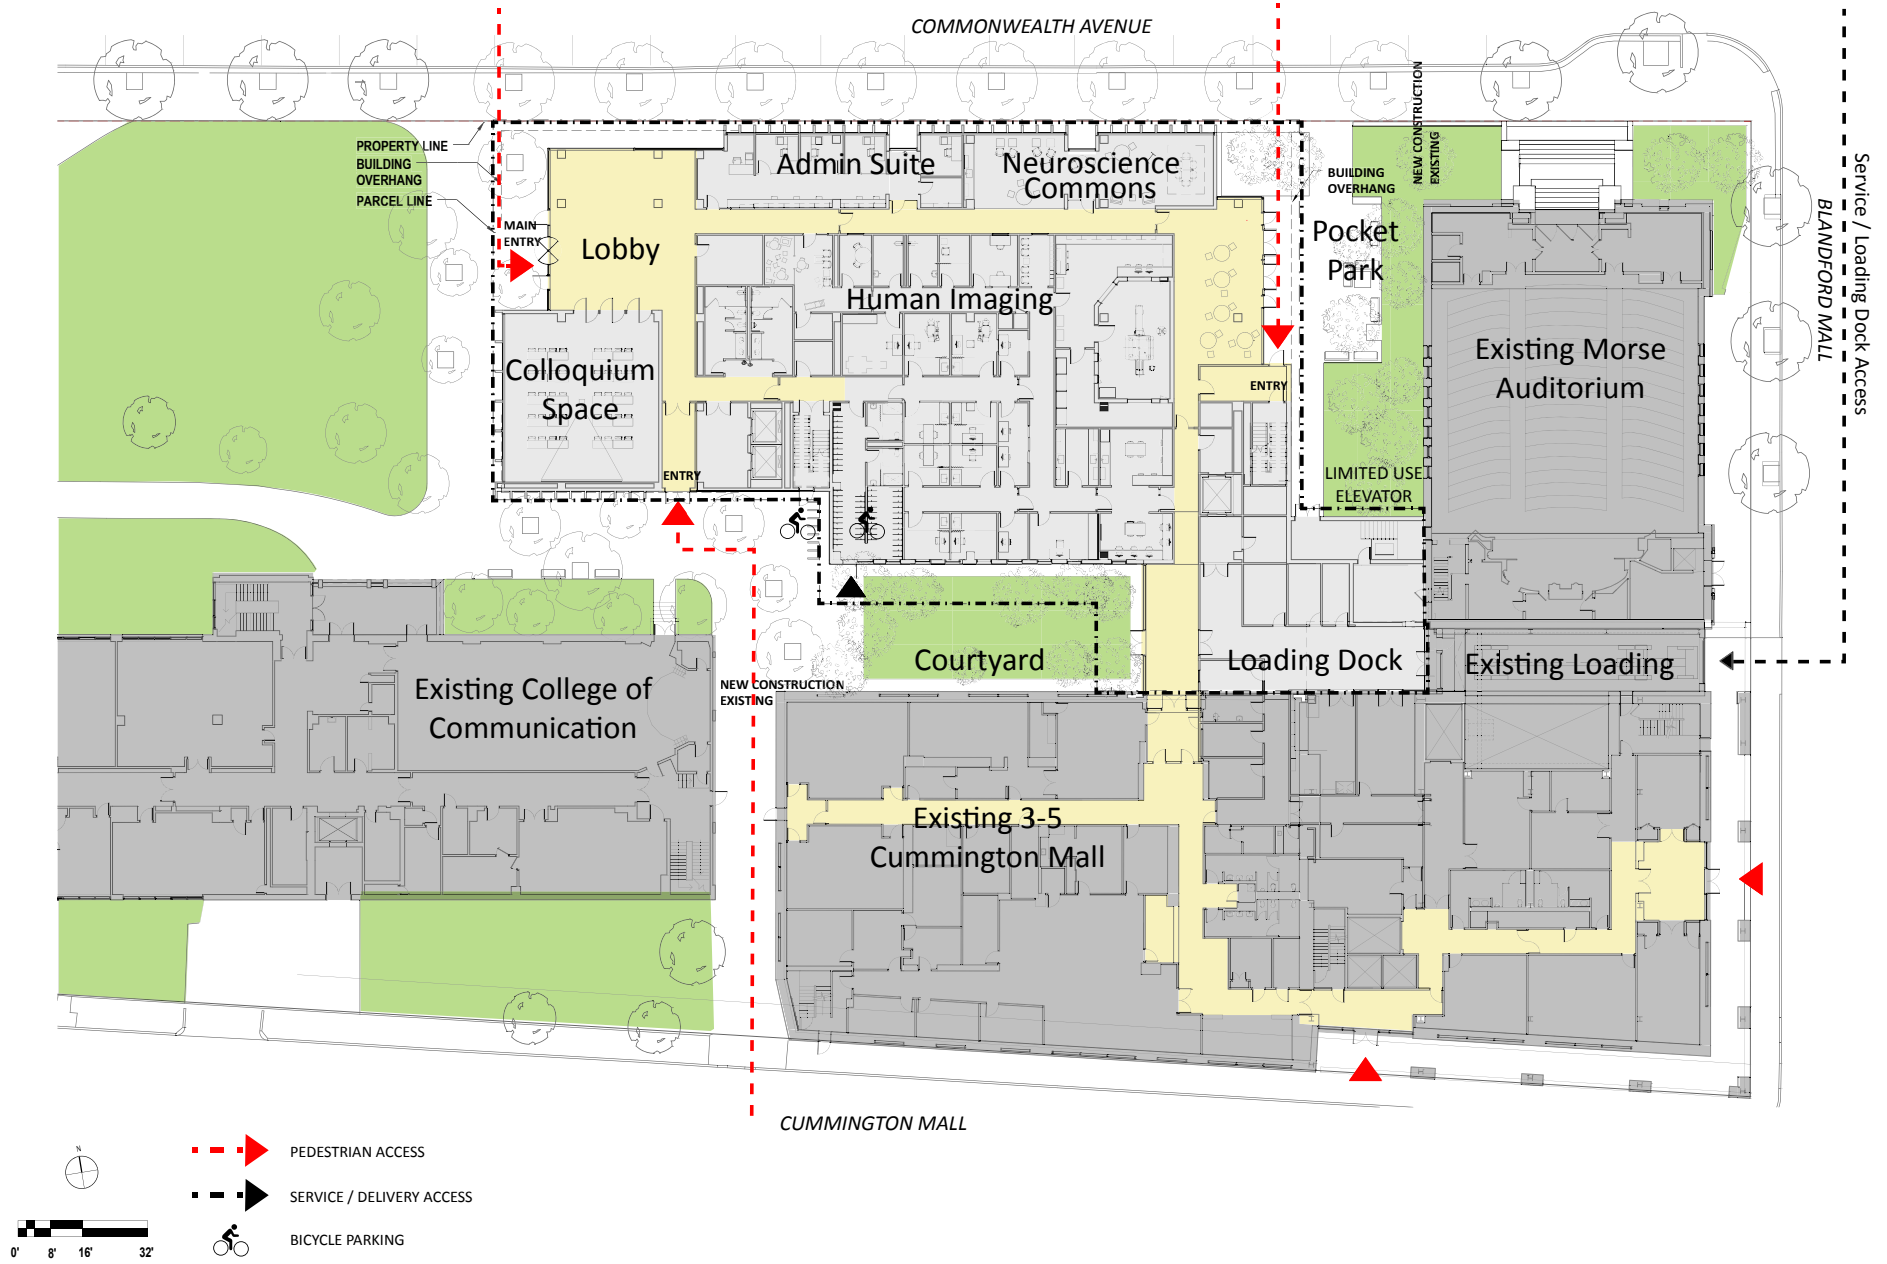 COMMONWEALTH AVENUE
PROPERTY LINE
BUILDING
OVERHANG
PARCEL LINE
MAIN
ENTRY
Lobby
Admin Suite
Neuroscience
Commons
Human Imaging
Colloquium
Space
ENTRY
ENTRY
BUILDING
OVERHANG
NEW CONSTRUCTION
EXISTING
Pocket
Park
LIMITED USE
ELEVATOR
Existing Morse
Auditorium
BLANDFORD MALL
Service / Loading Dock Access
Courtyard
Loading Dock
Existing Loading
Existing College of
Communication
NEW CONSTRUCTION
EXISTING
Existing 3-5
Cummington Mall
CUMMINGTON MALL
N
PEDESTRIAN ACCESS
SERVICE / DELIVERY ACCESS
BICYCLE PARKING
0' 8' 16' 32'